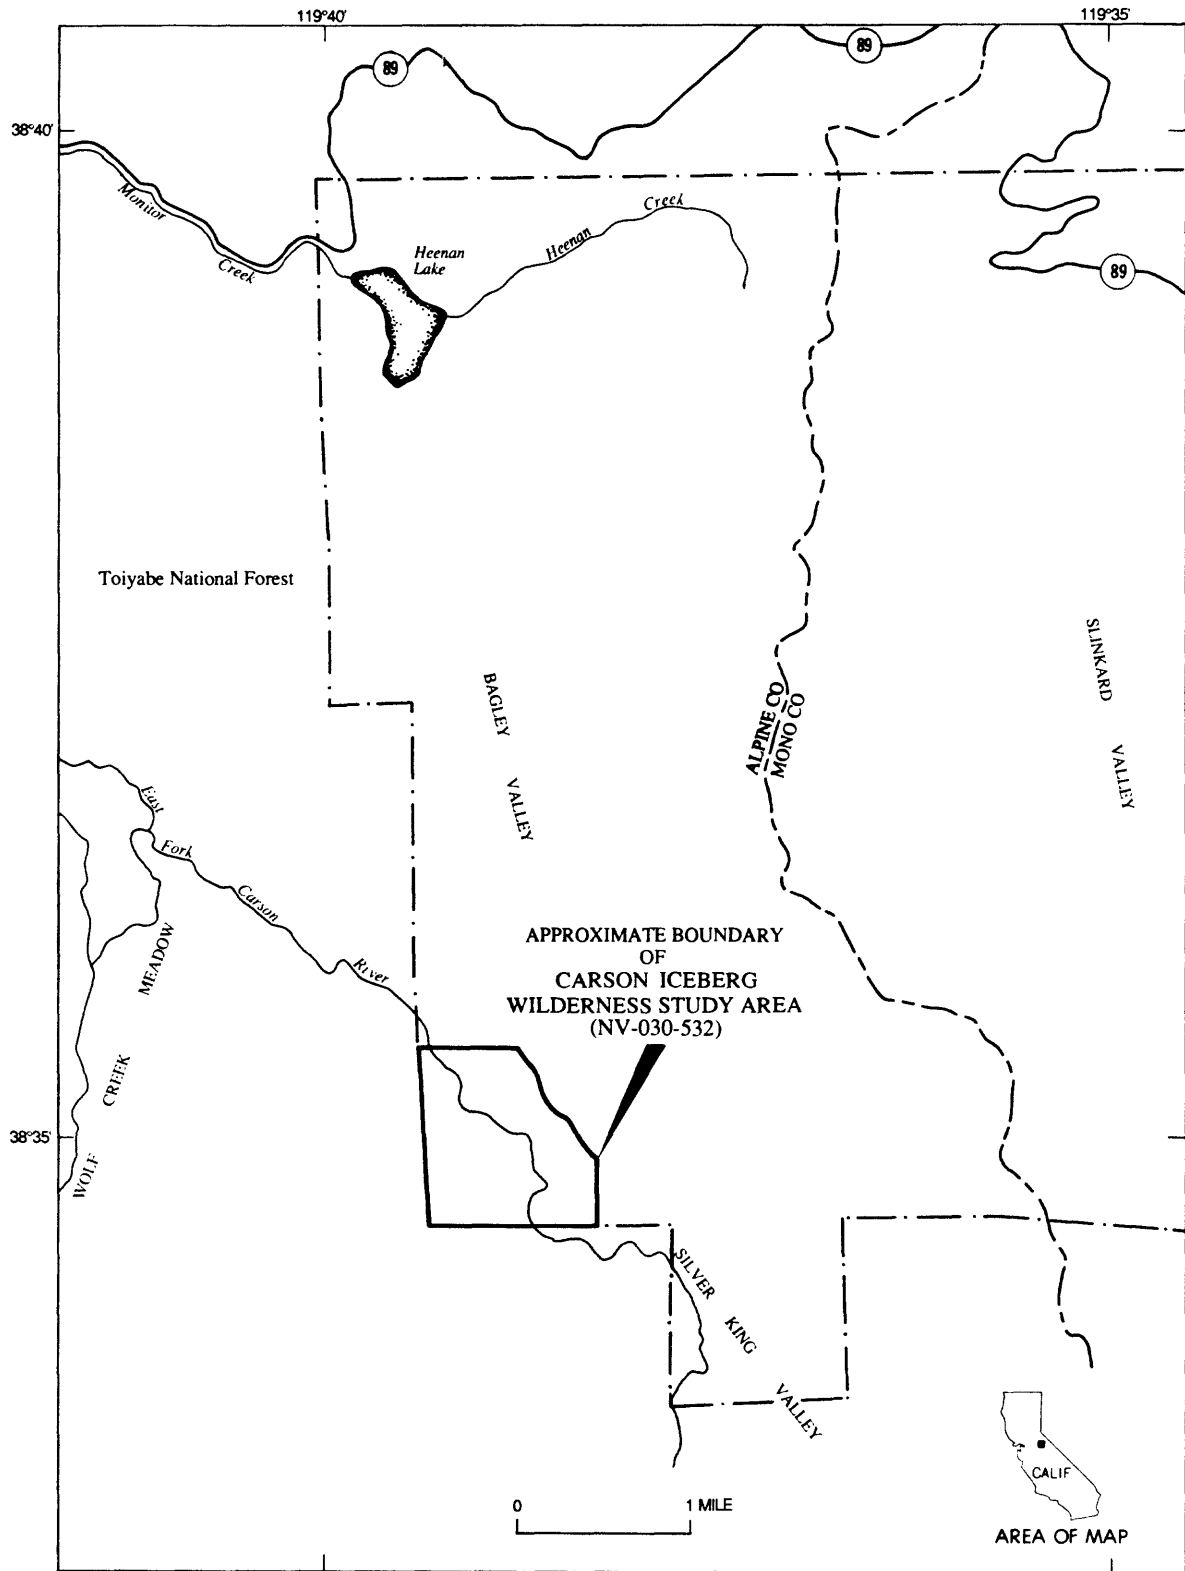 119°40'
119°35'
89
89
38°40'
Monitor
Creek
Heenan
Lake
Heenan
Creek
89
Toiyabe National Forest
BAGLEY
VALLEY
SLINKARD
VALLEY
ALPINE CO
MONO CO
East
Fork
Carson
River
WOLF
CREEK
MEADOW
APPROXIMATE BOUNDARY
OF
CARSON ICEBERG
WILDERNESS STUDY AREA
(NV-030-532)
38°35'
SILVER
KING
VALLEY
0
1 MILE
CALIF
AREA OF MAP